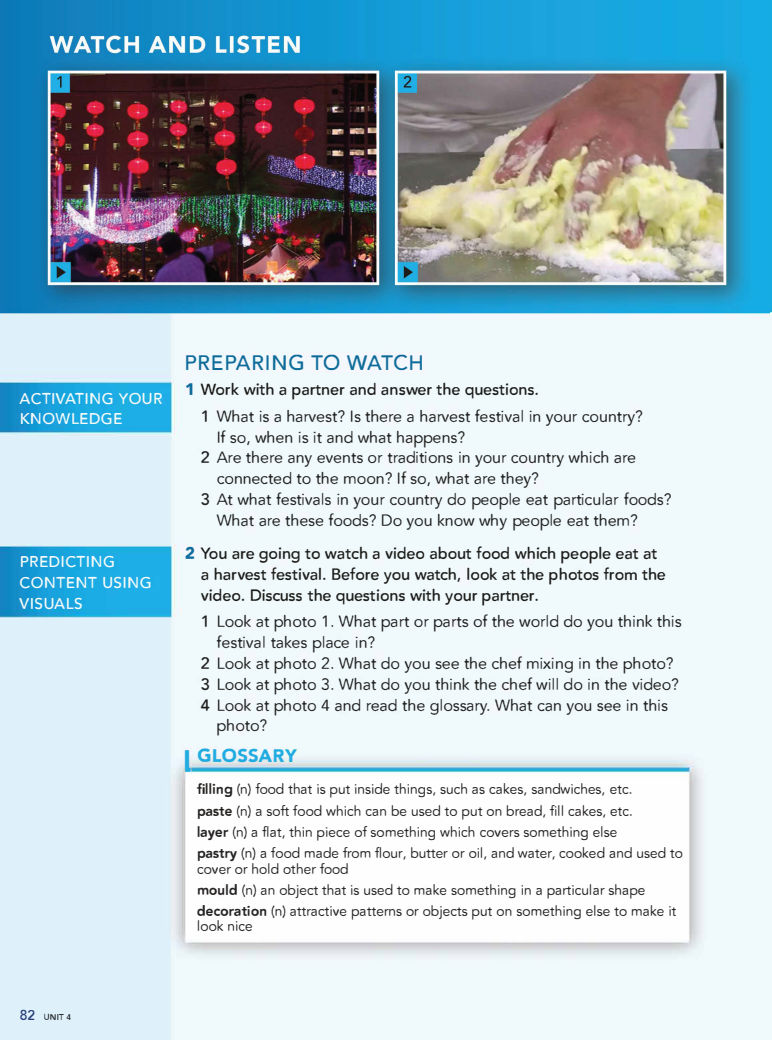 WATCH AND LISTEN
1
2
PREPARING TO WATCH
ACTIVATING YOUR
KNOWLEDGE
1 Work with a partner and answer the questions.
1 What is a harvest? Is there a harvest festival in your country?
If so, when is it and what happens?
2 Are there any events or traditions in your country which are
connected to the moon? If so, what are they?
3 At what festivals in your country do people eat particular foods?
What are these foods? Do you know why people eat them?
PREDICTING
CONTENT USING
VISUALS
2 You are going to watch a video about food which people eat at
a harvest festival. Before you watch, look at the photos from the
video. Discuss the questions with your partner.
1 Look at photo 1. What part or parts of the world do you think this
festival takes place in?
2 Look at photo 2. What do you see the chef mixing in the photo?
3 Look at photo 3. What do you think the chef will do in the video?
4 Look at photo 4 and read the glossary. What can you see in this
photo?
GLOSSARY
filling (n) food that is put inside things, such as cakes, sandwiches, etc.
paste (n) a soft food which can be used to put on bread, fill cakes, etc.
layer (n) a flat, thin piece of something which covers something else
pastry (n) a food made from flour, butter or oil, and water, cooked and used to
cover or hold other food
mould (n) an object that is used to make something in a particular shape
decoration (n) attractive patterns or objects put on something else to make it
look nice
82 UNIT 4